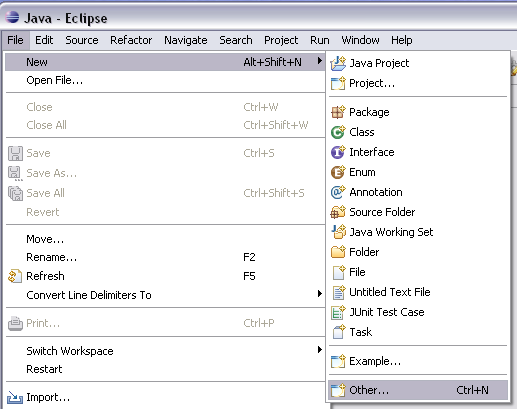 Java - Eclipse
File Edit Source Refactor Navigate Search Project Run Window Help
New Alt+Shift+N
Open File...
Close Ctrl+W
Close All Ctrl+Shift+W
Save Ctrl+S
Save As...
Save All Ctrl+Shift+S
Revert
Move...
Rename... F2
Refresh F5
Convert Line Delimiters To
Print... Ctrl+P
Switch Workspace
Restart
Import...
Java Project
Project...
Package
Class
Interface
Enum
Annotation
Source Folder
Java Working Set
Folder
File
Untitled Text File
JUnit Test Case
Task
Example...
Other... Ctrl+N